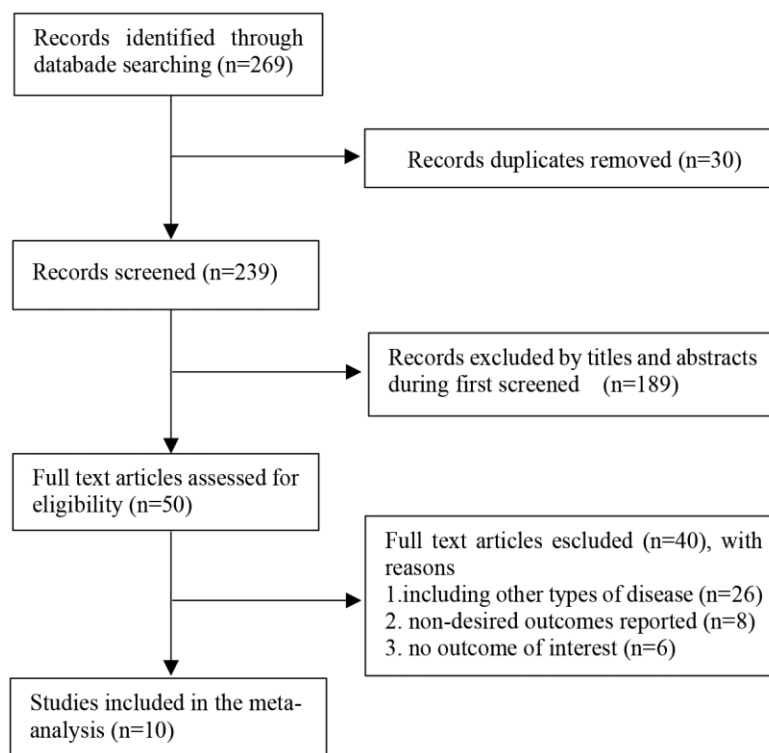 Records identified through
databade searching (n=269)
Records duplicates removed (n=30)
Records screened (n=239)
Records excluded by titles and abstracts
during first screened (n=189)
Full text articles assessed for
eligibility (n=50)
Full text articles escluded (n=40), with
reasons
1.including other types of disease (n=26)
2. non-desired outcomes reported (n=8)
3. no outcome of interest (n=6)
Studies included in the meta-
analysis (n=10)